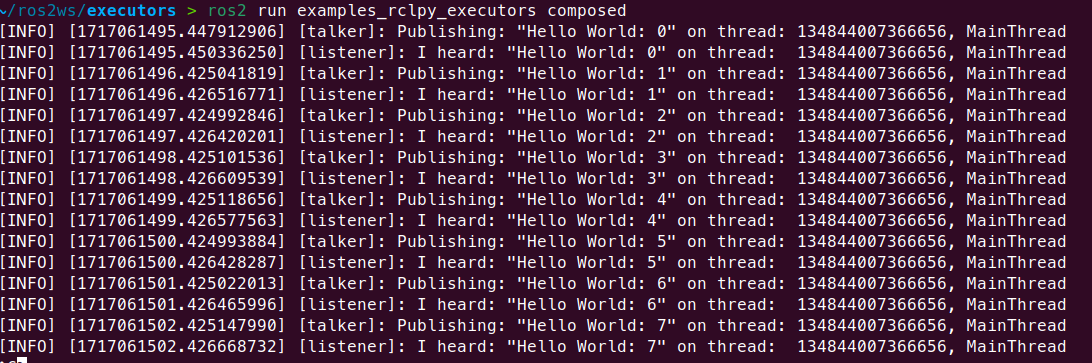 ~/ros2ws/executors > ros2 run examples_rclpy_executors composed
[INFO] [1717061495.447912906] [talker]: Publishing: "Hello World: 0" on thread: 134844007366656, MainThread
[INFO] [1717061495.450336250] [listener]: I heard: "Hello World: 0" on thread:  134844007366656, MainThread
[INFO] [1717061496.425041819] [talker]: Publishing: "Hello World: 1" on thread: 134844007366656, MainThread
[INFO] [1717061496.426516771] [listener]: I heard: "Hello World: 1" on thread:  134844007366656, MainThread
[INFO] [1717061497.424992846] [talker]: Publishing: "Hello World: 2" on thread: 134844007366656, MainThread
[INFO] [1717061497.426420201] [listener]: I heard: "Hello World: 2" on thread:  134844007366656, MainThread
[INFO] [1717061498.425101536] [talker]: Publishing: "Hello World: 3" on thread: 134844007366656, MainThread
[INFO] [1717061498.426609539] [listener]: I heard: "Hello World: 3" on thread:  134844007366656, MainThread
[INFO] [1717061499.425118656] [talker]: Publishing: "Hello World: 4" on thread: 134844007366656, MainThread
[INFO] [1717061499.426577563] [listener]: I heard: "Hello World: 4" on thread:  134844007366656, MainThread
[INFO] [1717061500.424993884] [talker]: Publishing: "Hello World: 5" on thread: 134844007366656, MainThread
[INFO] [1717061500.426428287] [listener]: I heard: "Hello World: 5" on thread:  134844007366656, MainThread
[INFO] [1717061501.425022013] [talker]: Publishing: "Hello World: 6" on thread: 134844007366656, MainThread
[INFO] [1717061501.426465996] [listener]: I heard: "Hello World: 6" on thread:  134844007366656, MainThread
[INFO] [1717061502.425147990] [talker]: Publishing: "Hello World: 7" on thread: 134844007366656, MainThread
[INFO] [1717061502.426668732] [listener]: I heard: "Hello World: 7" on thread:  134844007366656, MainThread